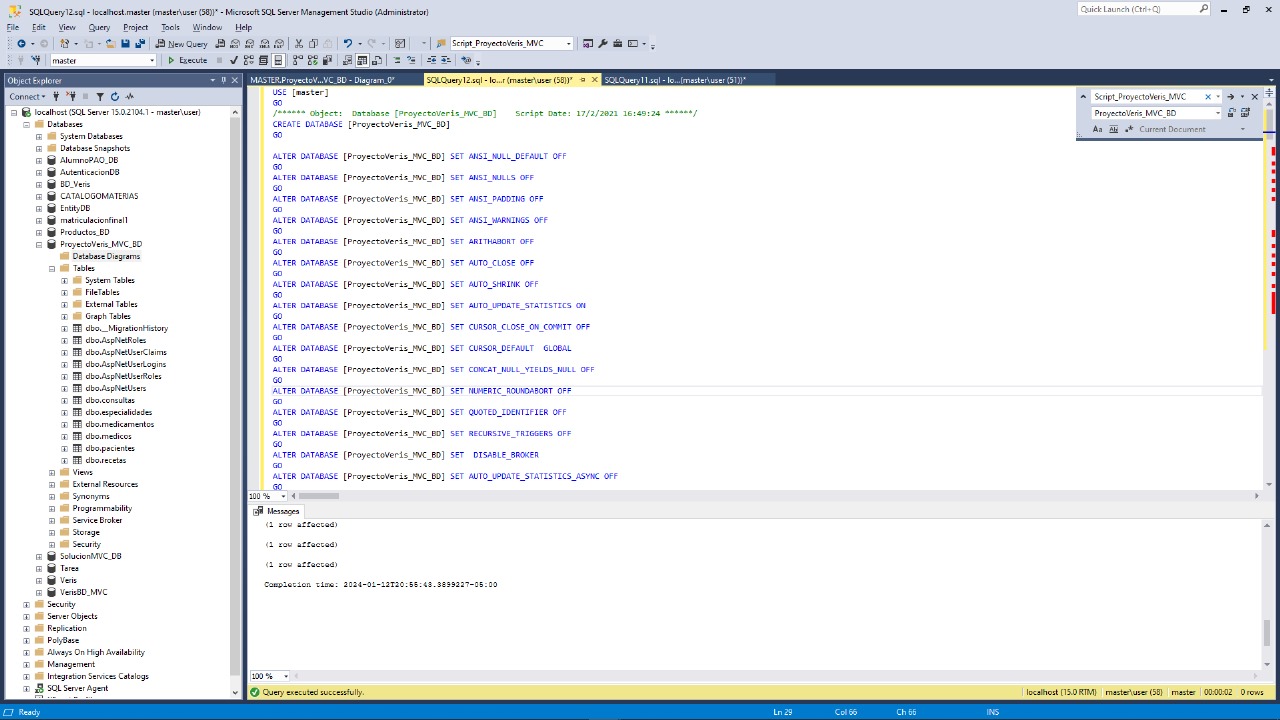 SQLQuery12.sql - localhost.master (master\user (58))* - Microsoft SQL Server Management Studio (Administrator)
Quick Launch (Ctrl+Q)
File Edit View Query Project Tools Window Help
New Query
Script_ProyectoVeris_MVC
master
Execute
Object Explorer
MASTER.ProyectoV...VC_BD - Diagram_0*
SQLQuery12.sql - lo...r (master\user (58))*
SQLQuery11.sql - lo...(master\user (51))*
Connect
localhost (SQL Server 15.0.2104.1 - master\user)
Databases
System Databases
Database Snapshots
AlumnoPAO_DB
AutenticacionDB
BD_Veris
CATALOGOMATERIAS
EntityDB
matriculacionfinal1
Productos_BD
ProyectoVeris_MVC_BD
Database Diagrams
Tables
System Tables
FileTables
External Tables
Graph Tables
dbo.__MigrationHistory
dbo.AspNetRoles
dbo.AspNetUserClaims
dbo.AspNetUserLogins
dbo.AspNetUserRoles
dbo.AspNetUsers
dbo.consultas
dbo.especialidades
dbo.medicamentos
dbo.medicos
dbo.pacientes
dbo.recetas
Views
External Resources
Synonyms
Programmability
Service Broker
Storage
Security
SolucionMVC_DB
Tarea
Veris
VerisBD_MVC
Security
Server Objects
Replication
PolyBase
Always On High Availability
Management
Integration Services Catalogs
SQL Server Agent
USE [master]
GO
/****** Object:  Database [ProyectoVeris_MVC_BD]    Script Date: 17/2/2021 16:49:24 ******/
CREATE DATABASE [ProyectoVeris_MVC_BD]
GO
ALTER DATABASE [ProyectoVeris_MVC_BD] SET ANSI_NULL_DEFAULT OFF
GO
ALTER DATABASE [ProyectoVeris_MVC_BD] SET ANSI_NULLS OFF
GO
ALTER DATABASE [ProyectoVeris_MVC_BD] SET ANSI_PADDING OFF
GO
ALTER DATABASE [ProyectoVeris_MVC_BD] SET ANSI_WARNINGS OFF
GO
ALTER DATABASE [ProyectoVeris_MVC_BD] SET ARITHABORT OFF
GO
ALTER DATABASE [ProyectoVeris_MVC_BD] SET AUTO_CLOSE OFF
GO
ALTER DATABASE [ProyectoVeris_MVC_BD] SET AUTO_SHRINK OFF
GO
ALTER DATABASE [ProyectoVeris_MVC_BD] SET AUTO_UPDATE_STATISTICS ON
GO
ALTER DATABASE [ProyectoVeris_MVC_BD] SET CURSOR_CLOSE_ON_COMMIT OFF
GO
ALTER DATABASE [ProyectoVeris_MVC_BD] SET CURSOR_DEFAULT  GLOBAL
GO
ALTER DATABASE [ProyectoVeris_MVC_BD] SET CONCAT_NULL_YIELDS_NULL OFF
GO
ALTER DATABASE [ProyectoVeris_MVC_BD] SET NUMERIC_ROUNDABORT OFF
GO
ALTER DATABASE [ProyectoVeris_MVC_BD] SET QUOTED_IDENTIFIER OFF
GO
ALTER DATABASE [ProyectoVeris_MVC_BD] SET RECURSIVE_TRIGGERS OFF
GO
ALTER DATABASE [ProyectoVeris_MVC_BD] SET  DISABLE_BROKER
GO
ALTER DATABASE [ProyectoVeris_MVC_BD] SET AUTO_UPDATE_STATISTICS_ASYNC OFF
GO
Script_ProyectoVeris_MVC
ProyectoVeris_MVC_BD
Aa Ab Current Document
100 %
Messages
(1 row affected)
(1 row affected)
(1 row affected)
Completion time: 2024-01-12T20:55:43.3899227-05:00
100 %
Query executed successfully.
localhost (15.0 RTM) master\user (58) master 00:00:02 0 rows
Ready Ln 29 Col 66 Ch 66 INS